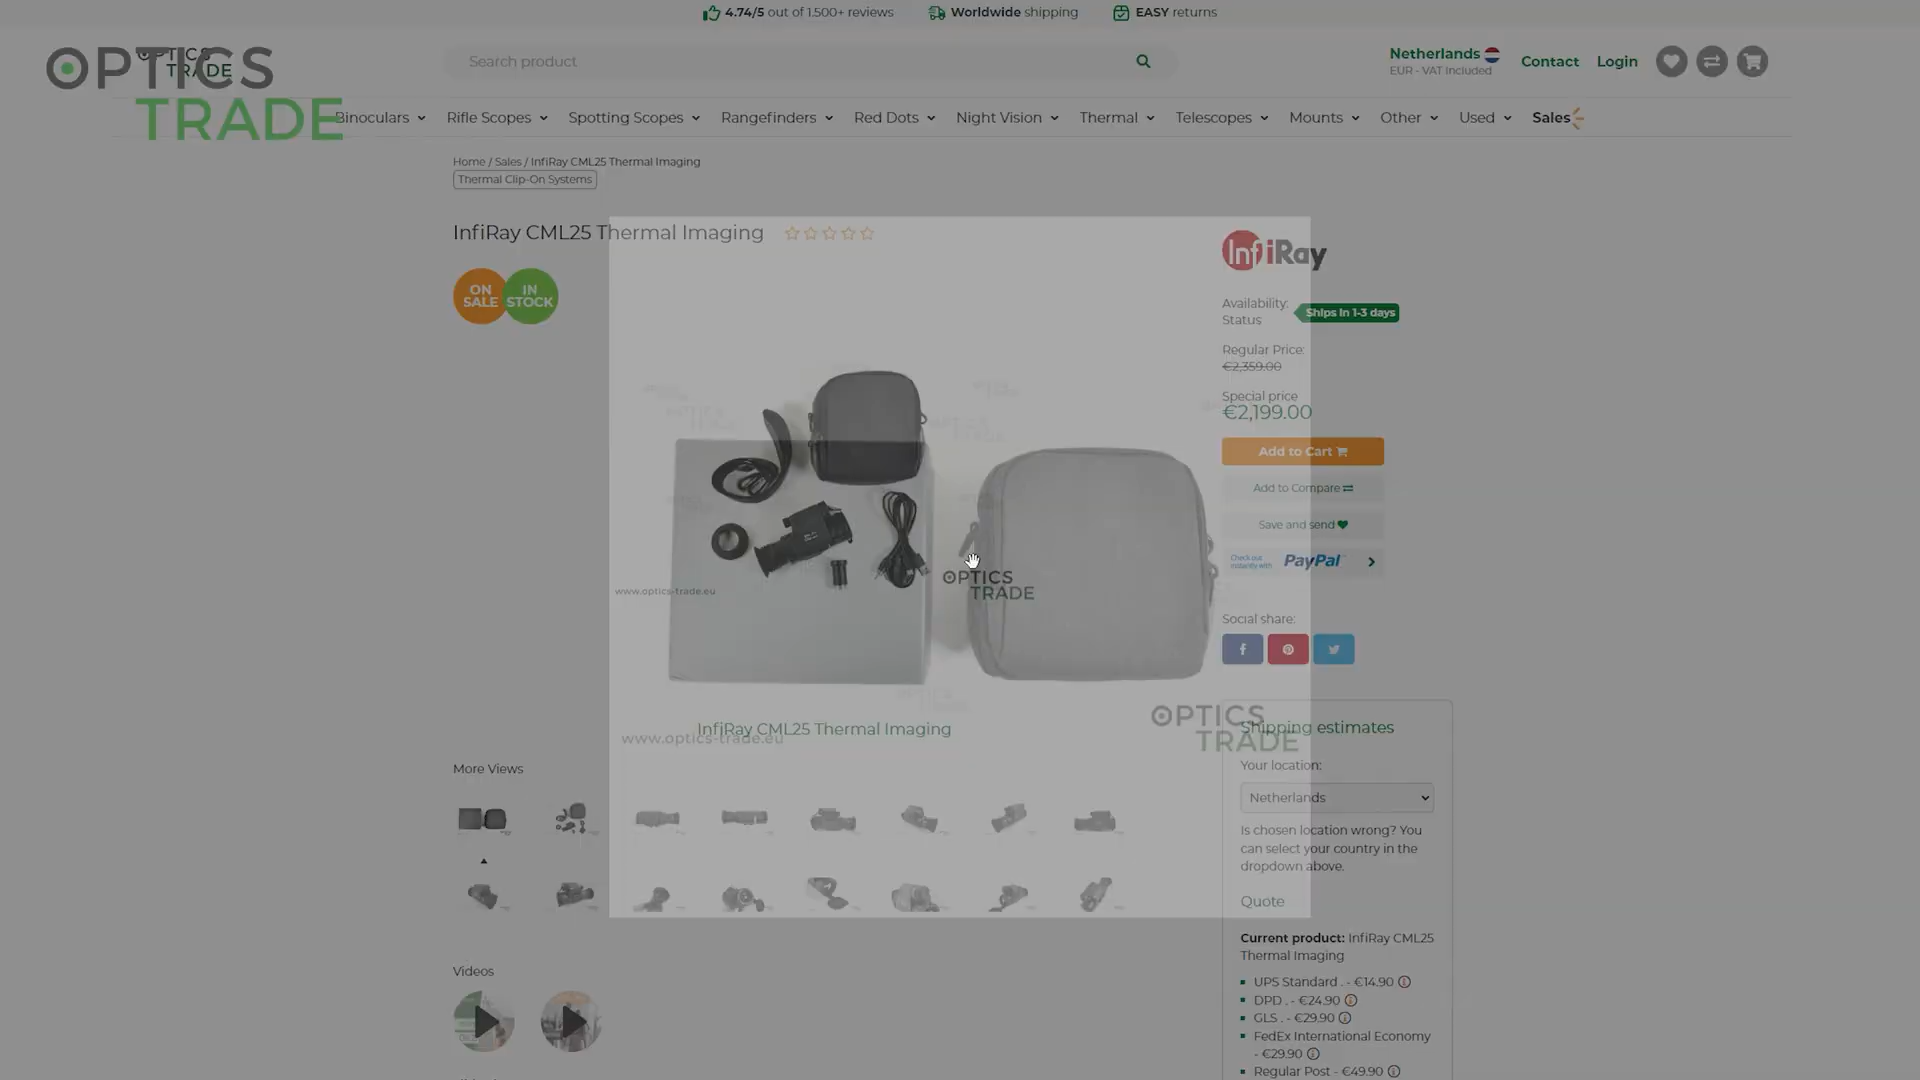 4.74/5 out of 1.500+ reviews
Worldwide shipping
EASY returns
OPTICS
TRADE
OPTICS
TRADE
Search product
Netherlands
EUR - VAT Included
Contact
Login
Binoculars
Rifle Scopes
Spotting Scopes
Rangefinders
Red Dots
Night Vision
Thermal
Telescopes
Mounts
Other
Used
Sales
Home / Sales / InfiRay CML25 Thermal Imaging
Thermal Clip-On Systems
InfiRay CML25 Thermal Imaging
ON
SALE
IN
STOCK
InfiRay
Availability:
Status
Ships in 1-3 days
Regular Price:
€2,359.00
Special price
€2,199.00
Add to Cart
Add to Compare
Save and send
Check out
instantly with
PayPal
www.optics-trade.eu
OPTICS
TRADE
Social share:
InfiRay CML25 Thermal Imaging
www.optics-trade.eu
OPTICS
TRADE
Shipping estimates
Your location:
Netherlands
Is chosen location wrong? You
can select your country in the
dropdown above.
Quote
Current product: InfiRay CML25
Thermal Imaging
UPS Standard . - €14.90
DPD . - €24.90
GLS . - €29.90
FedEx International Economy
- €29.90
Regular Post - €49.90
More Views
Videos